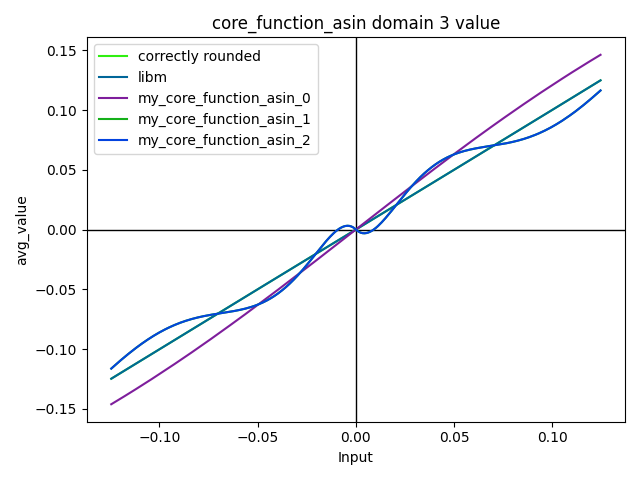 core_function_asin domain 3 value
correctly rounded
libm
my_core_function_asin_0
my_core_function_asin_1
my_core_function_asin_2
avg_value
0.15
0.10
0.05
0.00
−0.05
−0.10
−0.15
−0.10
−0.05
0.00
0.05
0.10
Input